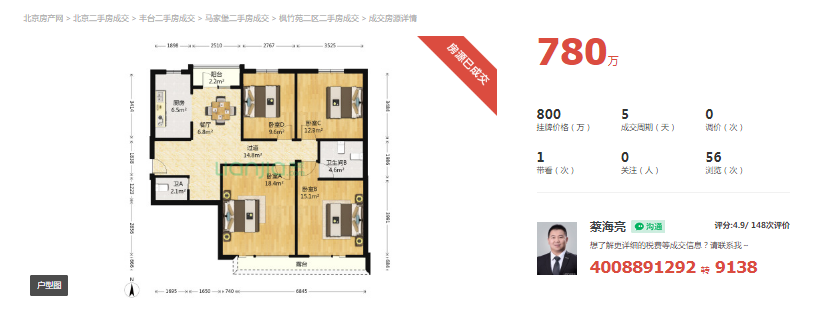 北京房产网 > 北京二手房成交 > 丰台二手房成交 > 马家堡二手房成交 > 枫竹苑二区二手房成交 > 成交房源详情
1898 2510 2767 3525
房源已成交
780万
阳台
2.2m²
厨房
6.5m²
餐厅
6.8m²
卧室D
9.6m²
卧室C
12.3m²
过道
14.8m²
卫生间B
4.6m²
lianjia
卫A
2.1m²
卧室A
18.4m²
卧室B
15.1m²
阳台
1895 1650 740 6845
户型图
800 5 0
挂牌价格（万） 成交周期（天） 调价（次）
1 0 56
带看（次） 关注（人） 浏览（次）
蔡海亮 沟通 评分:4.9/ 148次评价
想了解更详细的税费等成交信息？请联系我～
4008891292 转 9138